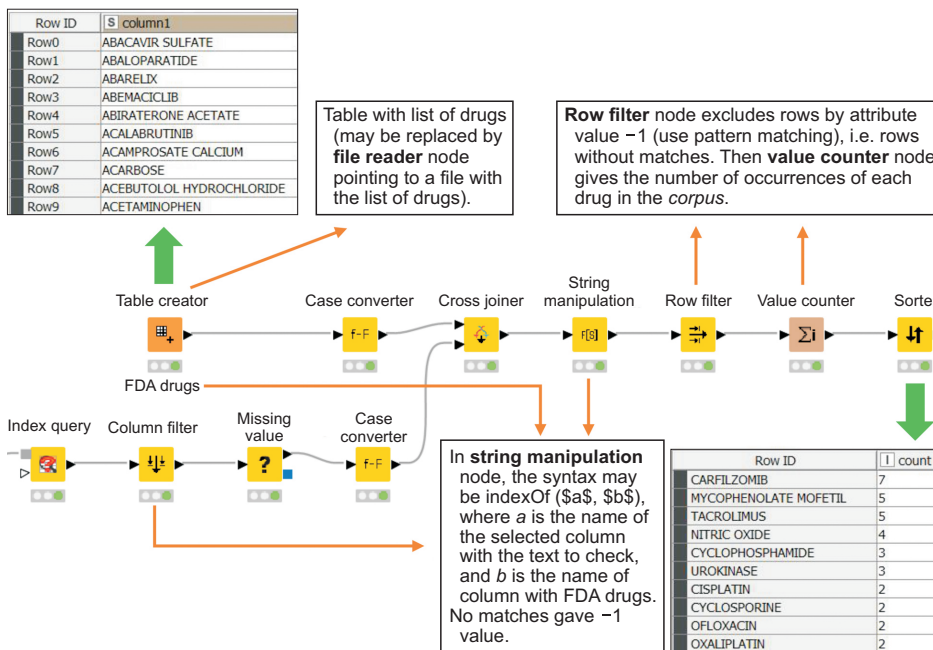 Row ID S column1
Row0 ABACAVIR SULFATE
Row1 ABALOPARATIDE
Row2 ABARELIX
Row3 ABEMACICLIB
Row4 ABIRATERONE ACETATE
Row5 ACALABRUTINIB
Row6 ACAMPROSATE CALCIUM
Row7 ACARBOSE
Row8 ACEBUTOLOL HYDROCHLORIDE
Row9 ACETAMINOPHEN
Table with list of drugs
(may be replaced by
file reader node
pointing to a file with
the list of drugs).
Row filter node excludes rows by attribute
value −1 (use pattern matching), i.e. rows
without matches. Then value counter node
gives the number of occurrences of each
drug in the corpus.
Table creator
Case converter
Cross joiner
String
manipulation
Row filter
Value counter
Sorte
f-F
F[S]
Σi
FDA drugs
Index query
Column filter
Missing
value
Case
converter
?
?
f-F
In string manipulation
node, the syntax may
be indexOf ($a$, $b$),
where a is the name of
the selected column
with the text to check,
and b is the name of
column with FDA drugs.
No matches gave −1
value.
Row ID I count
CARFILZOMIB 7
MYCOPHENOLATE MOFETIL 5
TACROLIMUS 5
NITRIC OXIDE 4
CYCLOPHOSPHAMIDE 3
UROKINASE 3
CISPLATIN 2
CYCLOSPORINE 2
OFLOXACIN 2
OXALIPLATIN 2